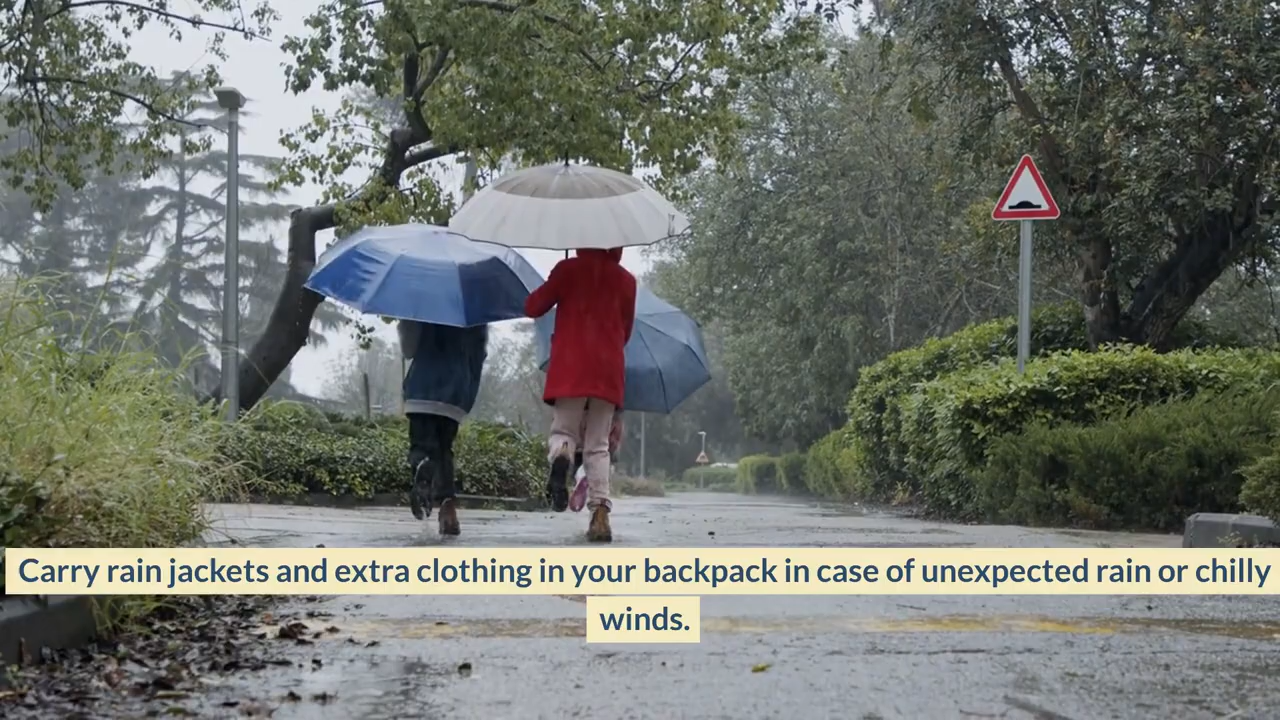 Carry rain jackets and extra clothing in your backpack in case of unexpected rain or chilly
winds.